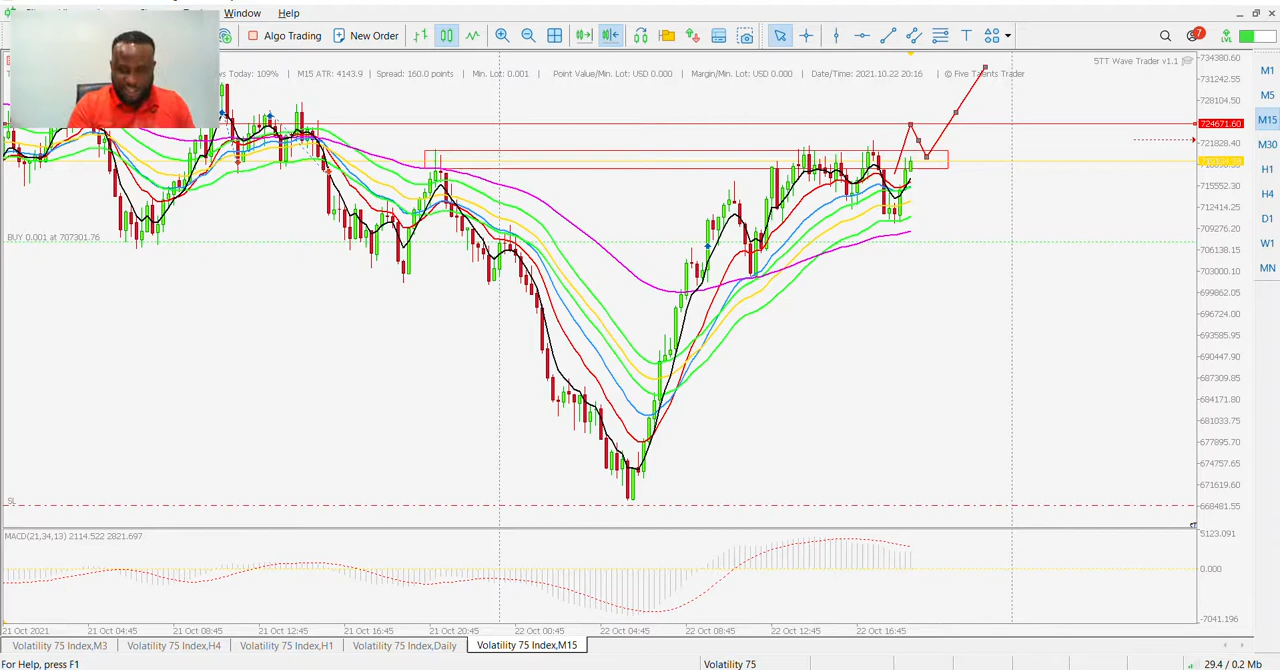 Window Help
Algo Trading New Order
7
LVL
ys Today: 109% | M15 ATR: 4143.9 | Spread: 160.0 points | Min. Lot: 0.001 | Point Value/Min. Lot: USD 0.000 | Margin/Min. Lot: USD 0.000 | Date/Time: 2021.10.22 20:16 | © Five Talents Trader
5TT Wave Trader v1.1
734380.60
731242.55
728104.50
724671.60
721828.40
715552.30
712414.25
709276.20
706138.15
703000.10
699862.05
696724.00
693585.95
690447.90
687309.85
684171.80
681033.75
677895.70
674757.65
671619.60
668481.55
M1
M5
M15
M30
H1
H4
D1
W1
MN
BUY 0.001 at 707301.76
SL
MACD(21,34,13) 2114.522 2821.697
5123.091
0.000
-7041.196
21 Oct 2021 21 Oct 04:45 21 Oct 08:45 21 Oct 12:45 21 Oct 16:45 21 Oct 20:45 22 Oct 00:45 22 Oct 04:45 22 Oct 08:45 22 Oct 12:45 22 Oct 16:45
Volatility 75 Index,M3 Volatility 75 Index,H4 Volatility 75 Index,H1 Volatility 75 Index,Daily Volatility 75 Index,M15
For Help, press F1 Volatility 75 29.4 / 0.2 Mb